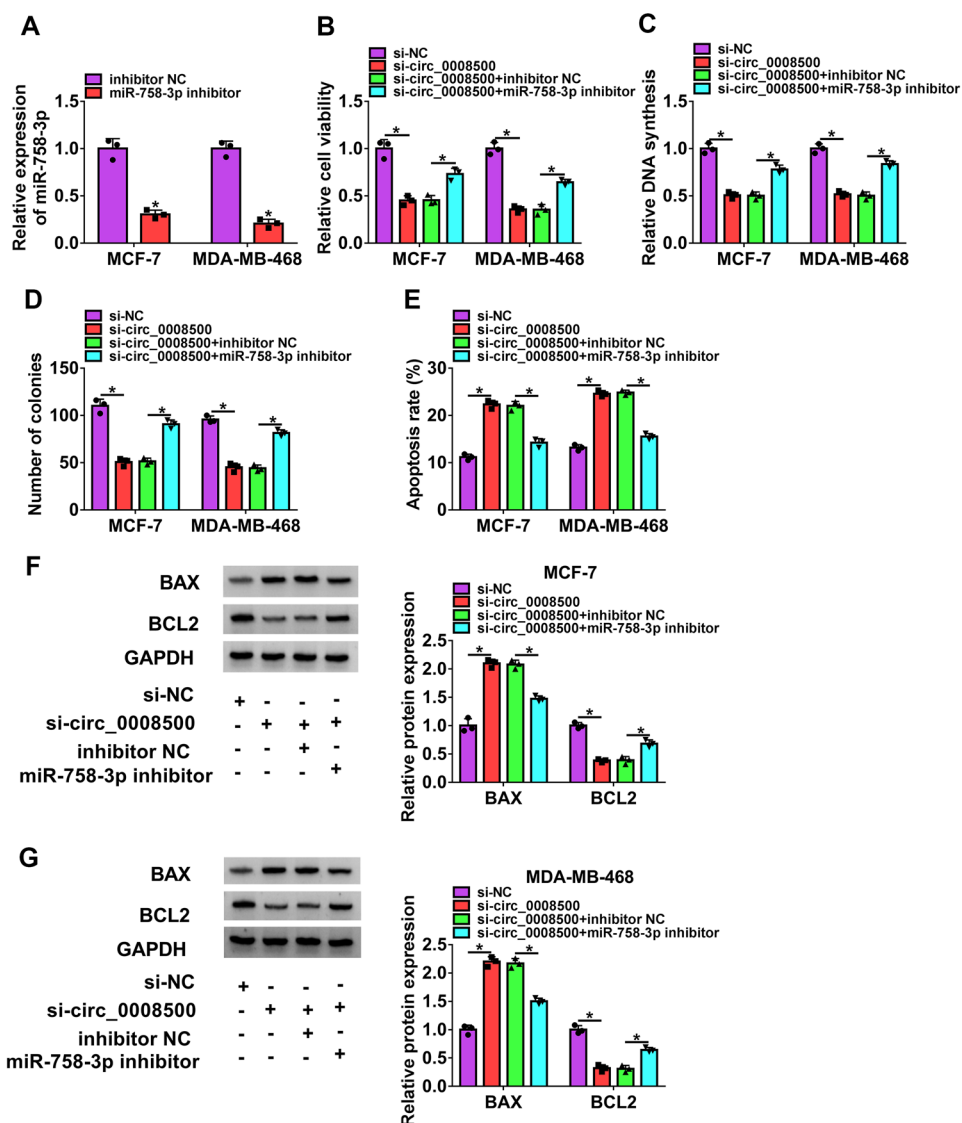 A
inhibitor NC
miR-758-3p inhibitor
Relative expression
of miR-758-3p
1.5
1.0
0.5
0.0
*
*
MCF-7
MDA-MB-468
B
si-NC
si-circ_0008500
si-circ_0008500+inhibitor NC
si-circ_0008500+miR-758-3p inhibitor
Relative cell viability
1.5
1.0
0.5
0.0
*
*
*
*
MCF-7
MDA-MB-468
C
si-NC
si-circ_0008500
si-circ_0008500+inhibitor NC
si-circ_0008500+miR-758-3p inhibitor
Relative DNA synthesis
1.5
1.0
0.5
0.0
*
*
*
*
MCF-7
MDA-MB-468
D
si-NC
si-circ_0008500
si-circ_0008500+inhibitor NC
si-circ_0008500+miR-758-3p inhibitor
Number of colonies
150
100
50
0
*
*
*
*
MCF-7
MDA-MB-468
E
si-NC
si-circ_0008500
si-circ_0008500+inhibitor NC
si-circ_0008500+miR-758-3p inhibitor
Apoptosis rate (%)
30
20
10
0
*
*
*
*
MCF-7
MDA-MB-468
F
BAX
BCL2
GAPDH
si-NC + - - -
si-circ_0008500 - + + +
inhibitor NC - - + -
miR-758-3p inhibitor - - - +
MCF-7
si-NC
si-circ_0008500
si-circ_0008500+inhibitor NC
si-circ_0008500+miR-758-3p inhibitor
Relative protein expression
2.5
2.0
1.5
1.0
0.5
0.0
*
*
*
*
BAX
BCL2
G
BAX
BCL2
GAPDH
si-NC + - - -
si-circ_0008500 - + + +
inhibitor NC - - + -
miR-758-3p inhibitor - - - +
MDA-MB-468
si-NC
si-circ_0008500
si-circ_0008500+inhibitor NC
si-circ_0008500+miR-758-3p inhibitor
Relative protein expression
2.5
2.0
1.5
1.0
0.5
0.0
*
*
*
*
BAX
BCL2